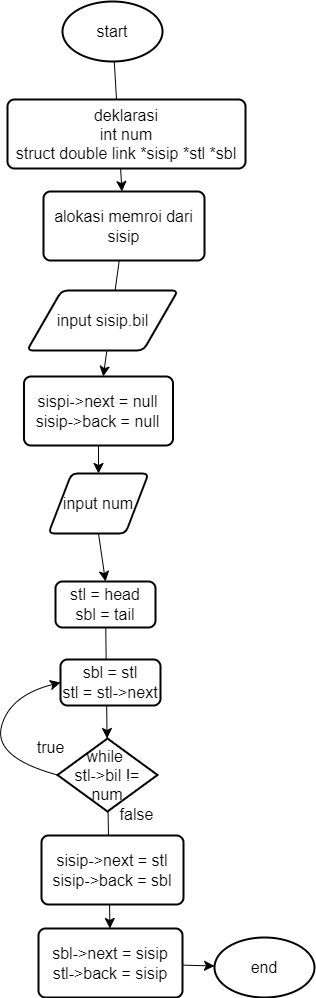 start
deklarasi
int num
struct double link *sisip *stl *sbl
alokasi memroi dari
sisip
input sisip.bil
sispi->next = null
sisip->back = null
input num
stl = head
sbl = tail
sbl = stl
stl = stl->next
true
while
stl->bil !=
num
false
sisip->next = stl
sisip->back = sbl
sbl->next = sisip
stl->back = sisip
end